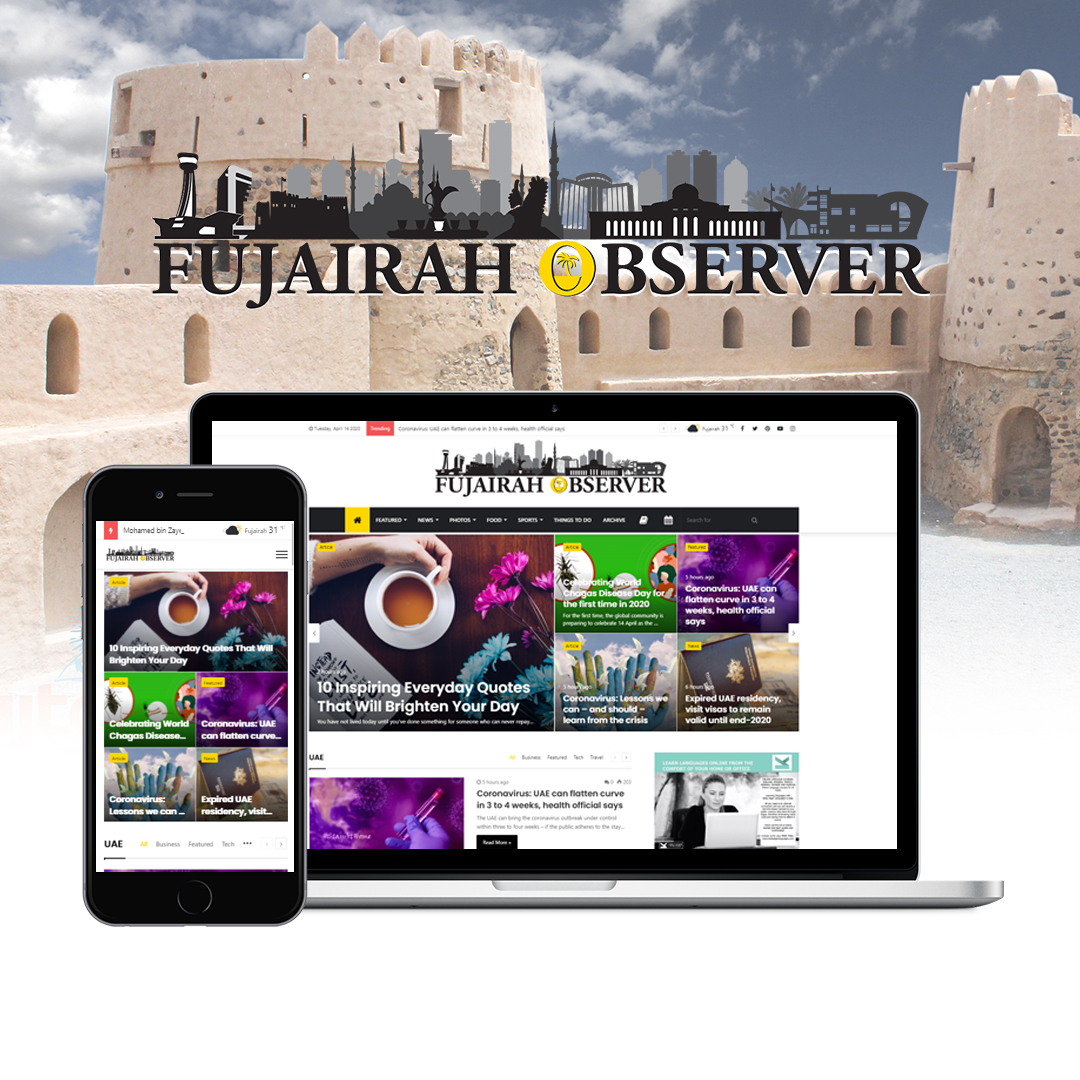 FUJAIRAH OBSERVER
Tuesday, April 14 2020
Trending
Coronavirus: UAE can flatten curve in 3 to 4 weeks, health official says
Fujairah 31 °C
FUJAIRAH OBSERVER
FEATURED NEWS PHOTOS FOOD SPORTS THINGS TO DO ARCHIVE
Search for
Article
10 Inspiring Everyday Quotes
That Will Brighten Your Day
You have not lived today until you've done something for someone who can never repay...
Article
Celebrating World
Chagas Disease Day for
the first time in 2020
For the first time, the global community is
preparing to celebrate 14 April as the ...
Featured
5 hours ago
Coronavirus: UAE can
flatten curve in 3 to 4
weeks, health official
says
Article
5 hours ago
Coronavirus: Lessons we
can – and should –
learn from the crisis
News
6 hours ago
Expired UAE residency,
visit visas to remain
valid until end-2020
UAE
All Business Featured Tech Travel
#StayAtHome
5 hours ago
0
Coronavirus: UAE can flatten curve
in 3 to 4 weeks, health official says
The UAE can bring the coronavirus outbreak under control
within three to four weeks – if the public adheres to the stay...
Read More »
LEARN LANGUAGES ONLINE FROM THE
COMFORT OF YOUR HOME OR OFFICE
Mohamed bin Zaye_
Fujairah 31 °C
FUJAIRAH OBSERVER
Article
10 Inspiring Everyday Quotes That Will
Brighten Your Day
Article
Celebrating World
Chagas Disease...
Featured
Coronavirus: UAE
can flatten curve...
Article
Coronavirus:
Lessons we can ...
News
Expired UAE
residency, visit...
UAE
All Business Featured Tech •••